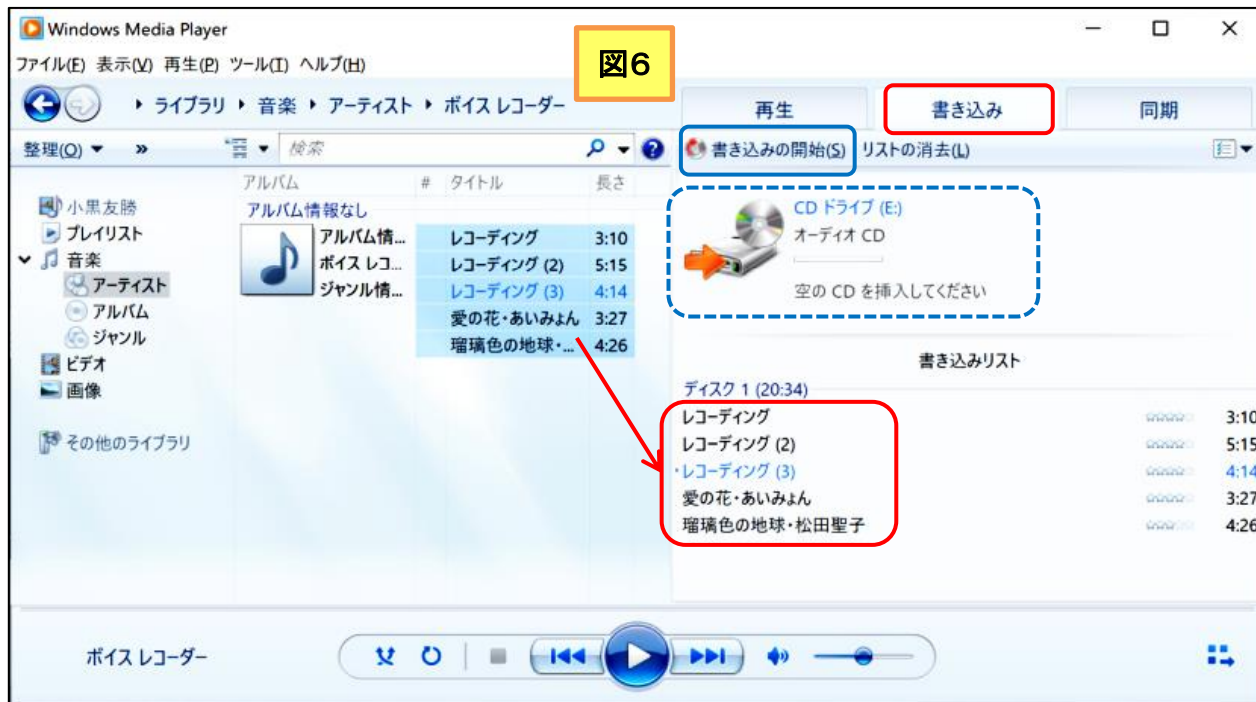 Windows Media Player
図6
ファイル(F) 表示(V) 再生(P) ツール(T) ヘルプ(H)
ライブラリ 音楽 アーティスト ボイス レコーダー
再生 書き込み 同期
整理(O) » 検索 書き込みの開始(S) リストの消去(L)
アルバム # タイトル 長さ
小黒友勝
プレイリスト
音楽
アーティスト
アルバム
ジャンル
ビデオ
画像
その他のライブラリ
アルバム情報なし
アルバム情... レコーディング 3:10
ボイス レコ... レコーディング (2) 5:15
ジャンル情... レコーディング (3) 4:14
愛の花・あいみょん 3:27
瑠璃色の地球・... 4:26
CD ドライブ (E:)
オーディオ CD
空の CD を挿入してください
書き込みリスト
ディスク 1 (20:34)
レコーディング 3:10
レコーディング (2) 5:15
レコーディング (3) 4:14
愛の花・あいみょん 3:27
瑠璃色の地球・松田聖子 4:26
ボイス レコーダー